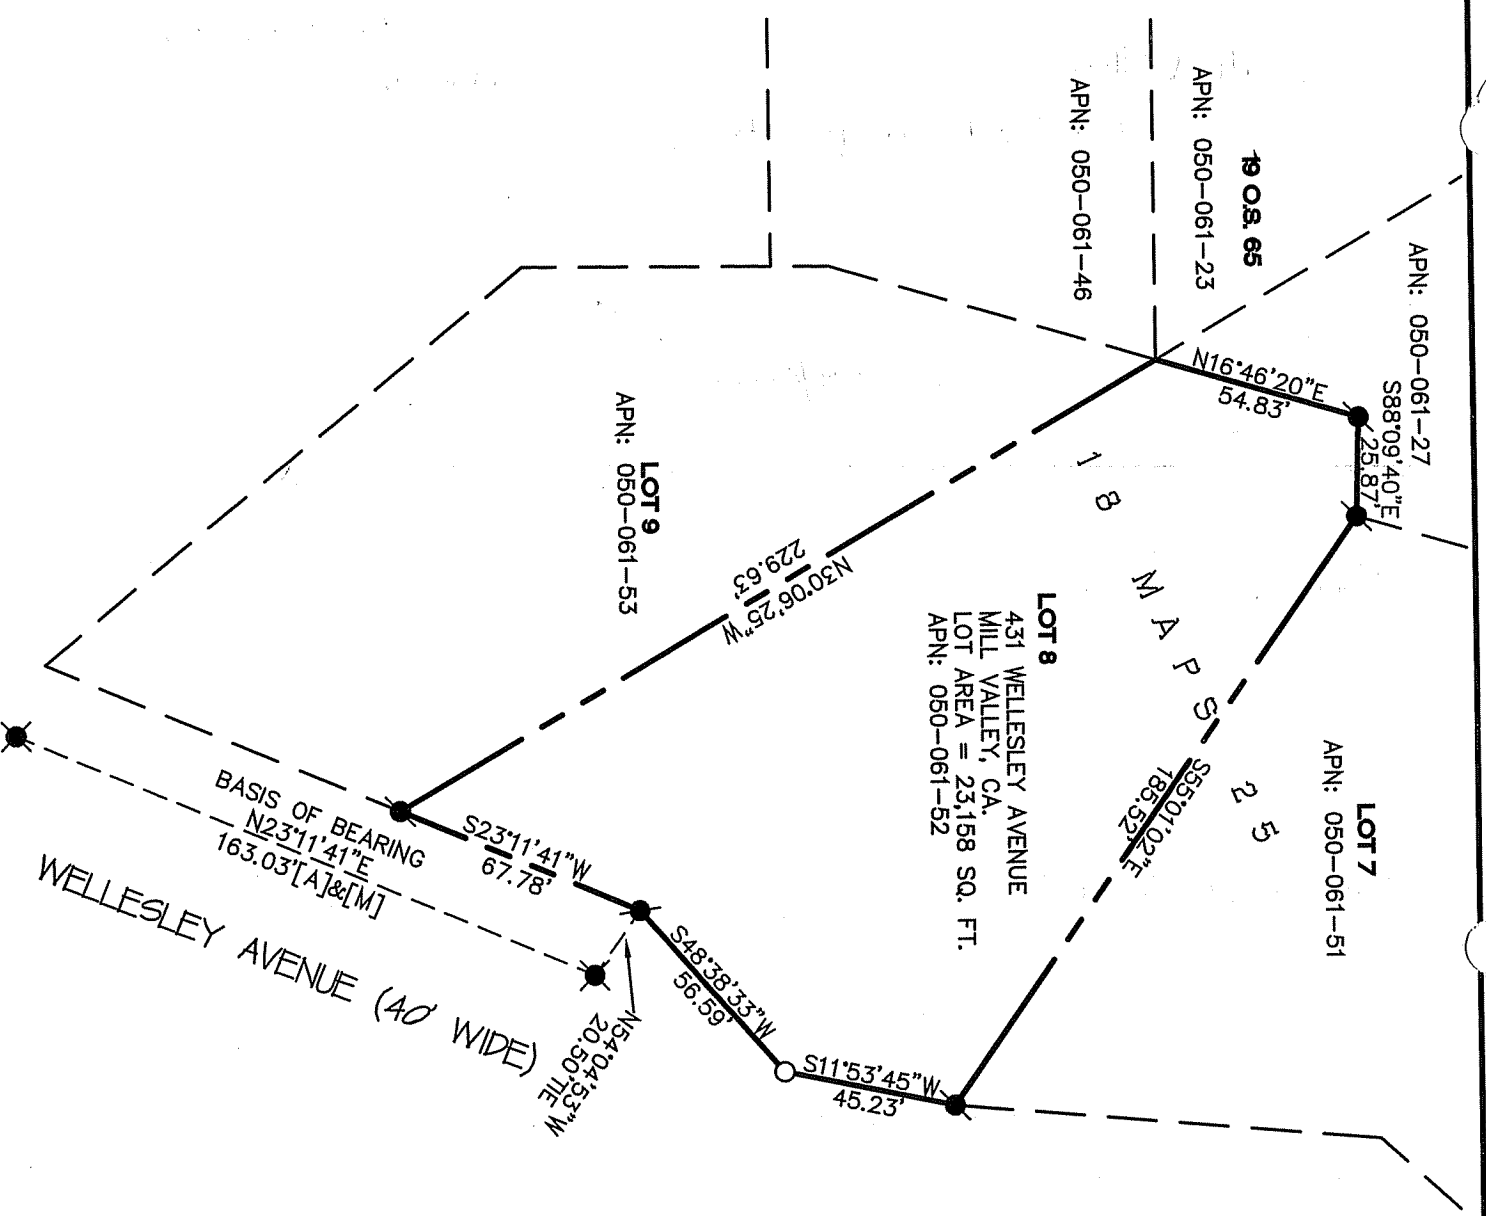 APN: 050-061-27
S88°09'40"E
25.87'
19 O.S. 65
APN: 050-061-23
APN: 050-061-46
N16°46'20"E
54.83'
18 MAPS 25
LOT 7
APN: 050-061-51
S55°01'02"E
185.52'
LOT 8
431 WELLESLEY AVENUE
MILL VALLEY, CA.
LOT AREA = 23,158 SQ. FT.
APN: 050-061-52
N30°06'25"W
229.63'
LOT 9
APN: 050-061-53
S11°53'45"W
45.23'
S48°38'33"W
56.59'
S23°11'41"W
67.78'
N54°04'53"W
20.50' TIE
BASIS OF BEARING
N23°11'41"E
163.03'[A]&[M]
WELLESLEY AVENUE (40' WIDE)